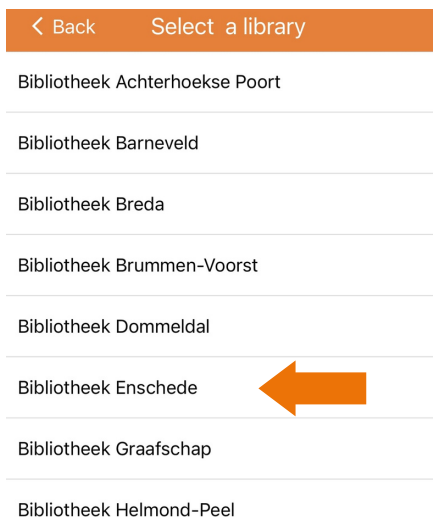 Back Select a library
Bibliotheek Achterhoekse Poort
Bibliotheek Barneveld
Bibliotheek Breda
Bibliotheek Brummen-Voorst
Bibliotheek Dommeldal
Bibliotheek Enschede
Bibliotheek Graafschap
Bibliotheek Helmond-Peel